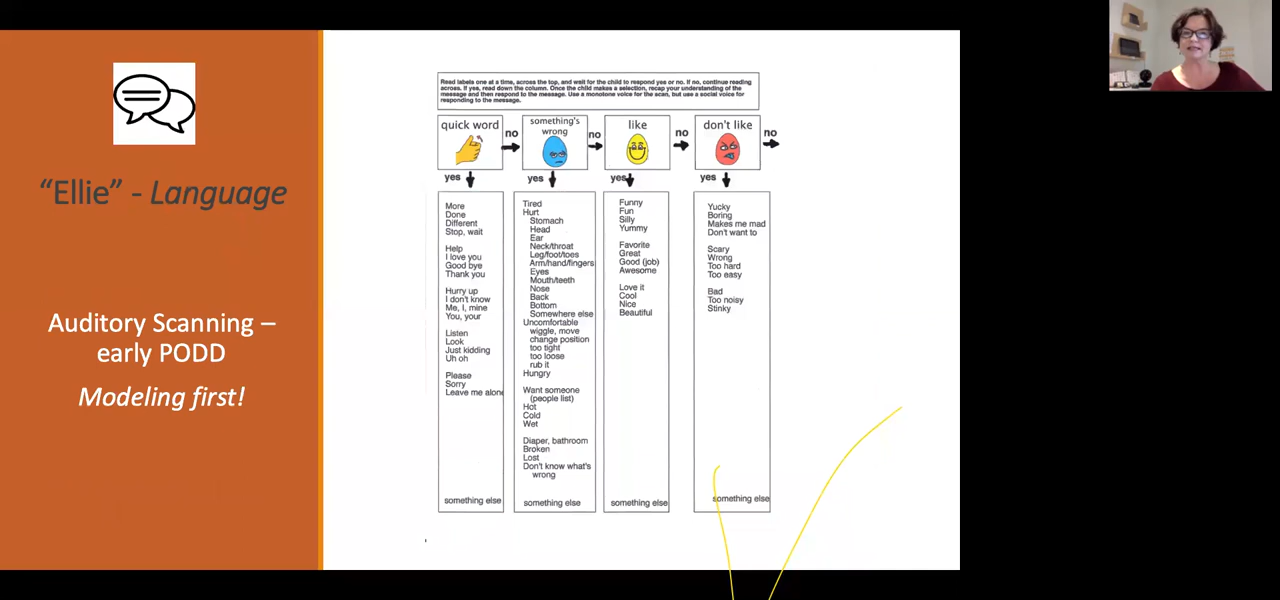 “Ellie” - Language
Auditory Scanning –
early PODD
Modeling first!
Read labels one at a time, across the top, and wait for the child to respond yes or no. If no, continue reading
across. If yes, read down the column. Once the child makes a selection, recap your understanding of the
message and then respond to the message. Use a monotone voice for the scan, but use a social voice for
responding to the message.
quick word
no
something's
wrong
no
like
no
don't like
no
yes
yes
yes
yes
More
Done
Different
Stop, wait
Help
I love you
Good bye
Thank you
Hurry up
I don't know
Me, I, mine
You, your
Listen
Look
Just kidding
Uh oh
Please
Sorry
Leave me alone
something else
Tired
Hurt
Stomach
Head
Ear
Neck/throat
Leg/foot/toes
Arm/hand/fingers
Eyes
Mouth/teeth
Nose
Back
Bottom
Somewhere else
Uncomfortable
wiggle, move
change position
too tight
too loose
rub it
Hungry
Want someone
(people list)
Hot
Cold
Wet
Diaper, bathroom
Broken
Lost
Don't know what's
wrong
something else
Funny
Fun
Silly
Yummy
Favorite
Great
Good (job)
Awesome
Love it
Cool
Nice
Beautiful
something else
Yucky
Boring
Makes me mad
Don't want to
Scary
Wrong
Too hard
Too easy
Bad
Too noisy
Stinky
something else